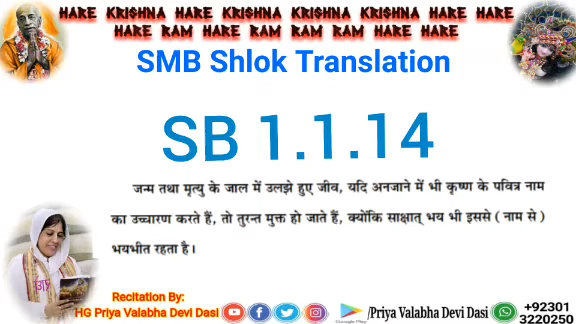 HARE KRISHNA HARE KRISHNA KRISHNA KRISHNA HARE HARE
HARE RAM HARE RAM RAM RAM HARE HARE
SMB Shlok Translation
SB 1.1.14
जन्म तथा मृत्यु के जाल में उलझे हुए जीव, यदि अनजाने में भी कृष्ण के पवित्र नाम
का उच्चारण करते हैं, तो तुरन्त मुक्त हो जाते हैं, क्योंकि साक्षात् भय भी इससे ( नाम से )
भयभीत रहता है।
Recitation By:
HG Priya Valabha Devi Dasi
Google Play
/Priya Valabha Devi Dasi
+92301
3220250